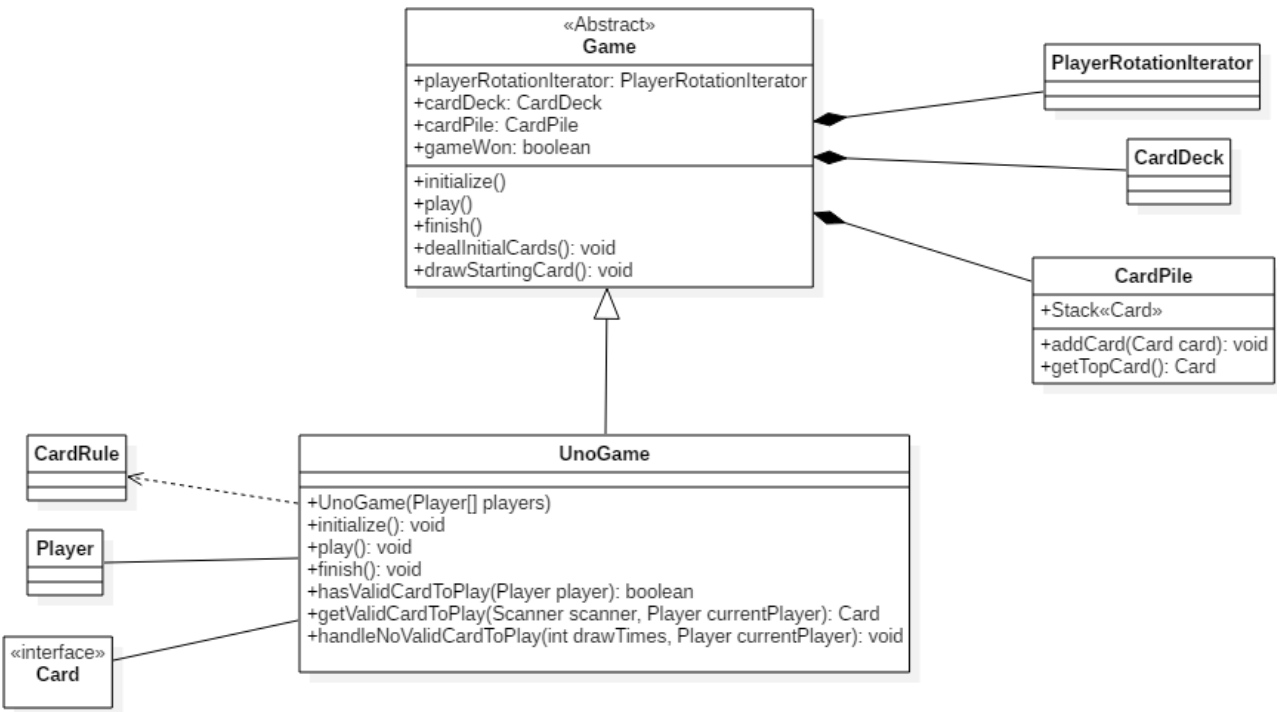 «Abstract»
Game
+playerRotationIterator: PlayerRotationIterator
+cardDeck: CardDeck
+cardPile: CardPile
+gameWon: boolean
+initialize()
+play()
+finish()
+dealInitialCards(): void
+drawStartingCard(): void
PlayerRotationIterator
CardDeck
CardPile
+Stack«Card»
+addCard(Card card): void
+getTopCard(): Card
CardRule
Player
«interface»
Card
UnoGame
+UnoGame(Player[] players)
+initialize(): void
+play(): void
+finish(): void
+hasValidCardToPlay(Player player): boolean
+getValidCardToPlay(Scanner scanner, Player currentPlayer): Card
+handleNoValidCardToPlay(int drawTimes, Player currentPlayer): void